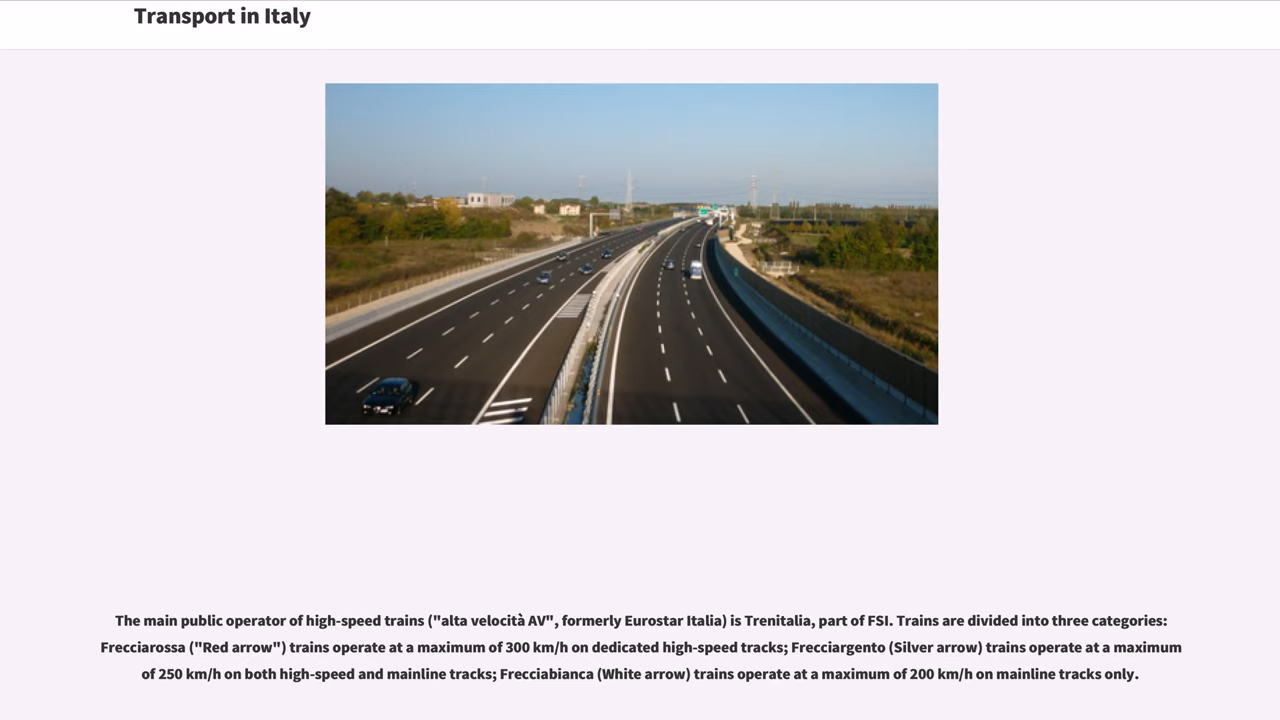 Transport in Italy
The main public operator of high-speed trains ("alta velocità AV", formerly Eurostar Italia) is Trenitalia, part of FSI. Trains are divided into three categories:
Frecciarossa ("Red arrow") trains operate at a maximum of 300 km/h on dedicated high-speed tracks; Frecciargento (Silver arrow) trains operate at a maximum
of 250 km/h on both high-speed and mainline tracks; Frecciabianca (White arrow) trains operate at a maximum of 200 km/h on mainline tracks only.